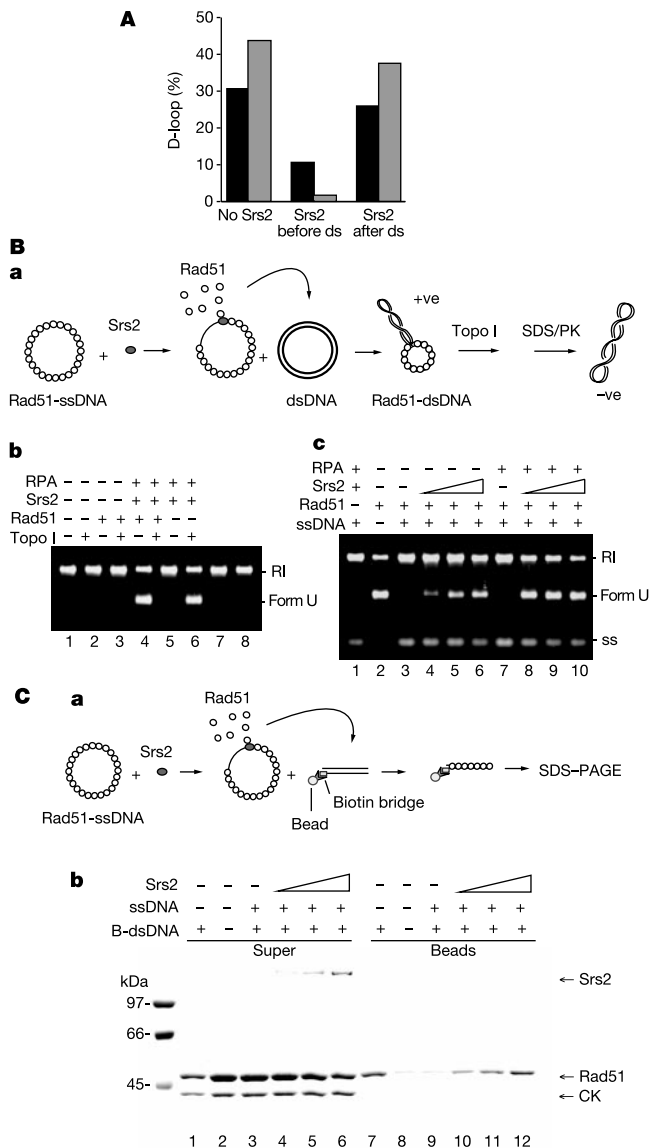 A
D-loop (%)
50
40
30
20
10
0
No Srs2
Srs2
before ds
Srs2
after ds
B
a
Rad51
Srs2
+
+
+ve
Topo I
SDS/PK
Rad51-ssDNA
dsDNA
Rad51-dsDNA
–ve
b
RPA – – – – + + + +
Srs2 – – – – + + + +
Rad51 – – + + + + – –
Topo I – + – + – + – +
RI
Form U
1 2 3 4 5 6 7 8
c
RPA + – – – – – + + + +
Srs2 + – – –
Rad51 – + + + + + + + + +
ssDNA + – + + + + + + + +
RI
Form U
ss
1 2 3 4 5 6 7 8 9 10
C
a
Rad51
Srs2
+
+
SDS–PAGE
Rad51-ssDNA
Biotin bridge
Bead
b
Srs2 – – – – – –
ssDNA – – + + + + – – + + + +
B-dsDNA + – + + + + + – + + + +
Super
Beads
kDa
97-
66-
45-
← Srs2
← Rad51
← CK
1 2 3 4 5 6 7 8 9 10 11 12